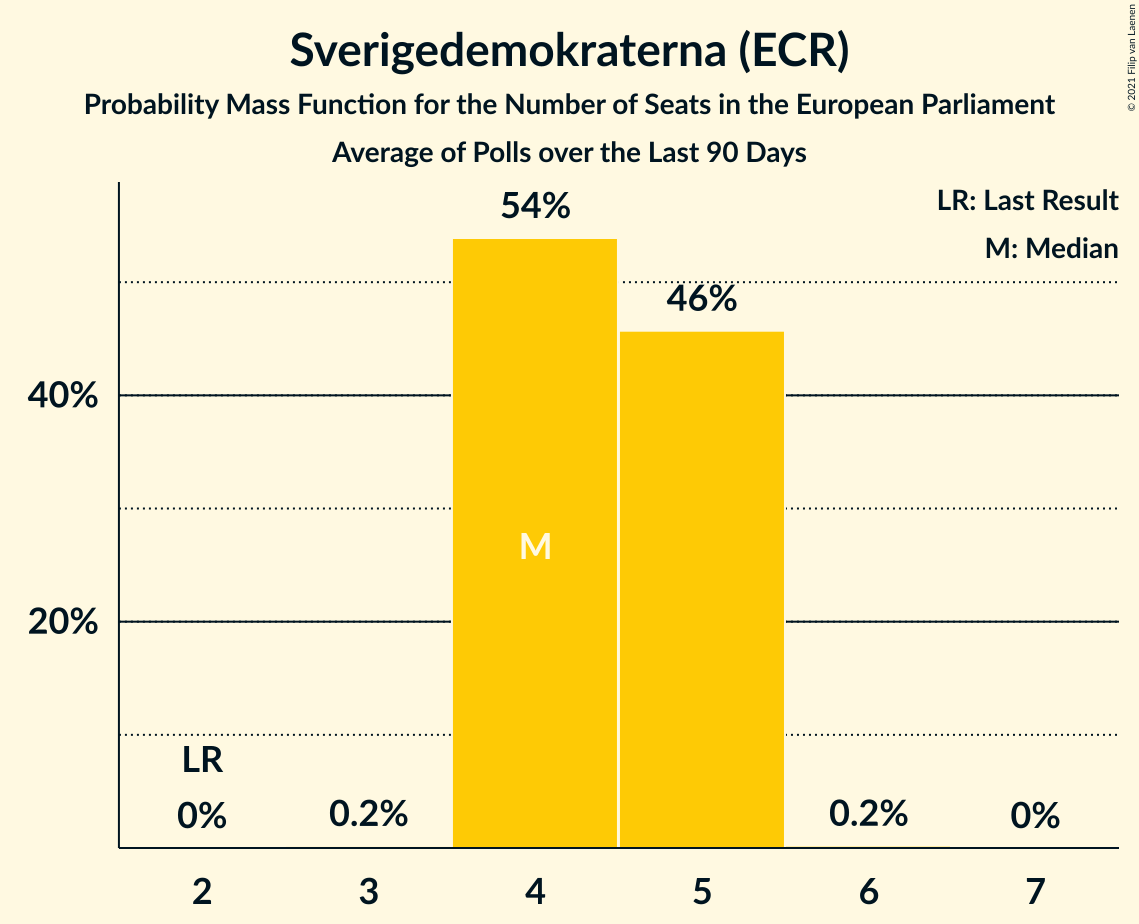 Sverigedemokraterna (ECR)
Probability Mass Function for the Number of Seats in the European Parliament
Average of Polls over the Last 90 Days
© 2021 Filip van Laenen
LR: Last Result
M: Median
54%
46%
40%
20%
M
LR
0%
0.2%
0.2%
0%
2 3 4 5 6 7